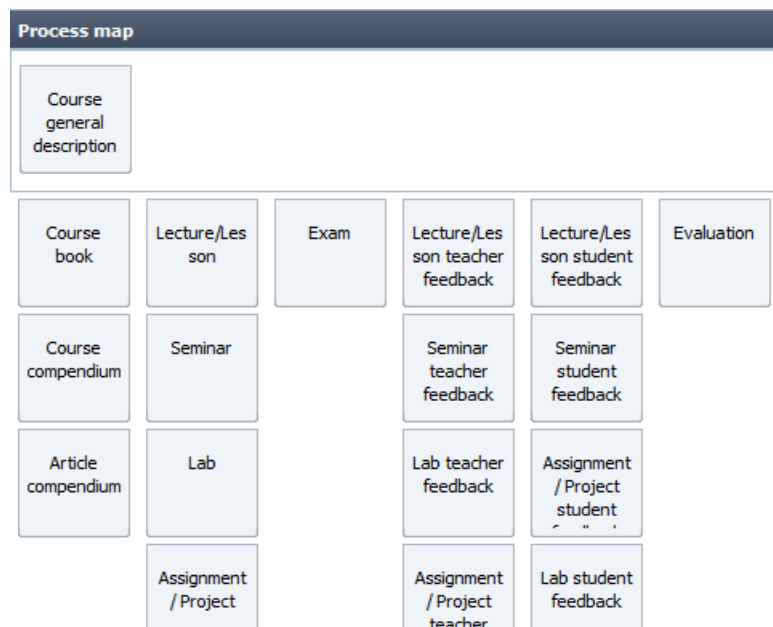 Process map
Course
general
description
Course
book
Lecture/Les
son
Exam
Lecture/Les
son teacher
feedback
Lecture/Les
son student
feedback
Evaluation
Course
compendium
Seminar
Seminar
teacher
feedback
Seminar
student
feedback
Article
compendium
Lab
Lab teacher
feedback
Assignment
/ Project
student
Assignment
/ Project
Assignment
/ Project
teacher
Lab student
feedback